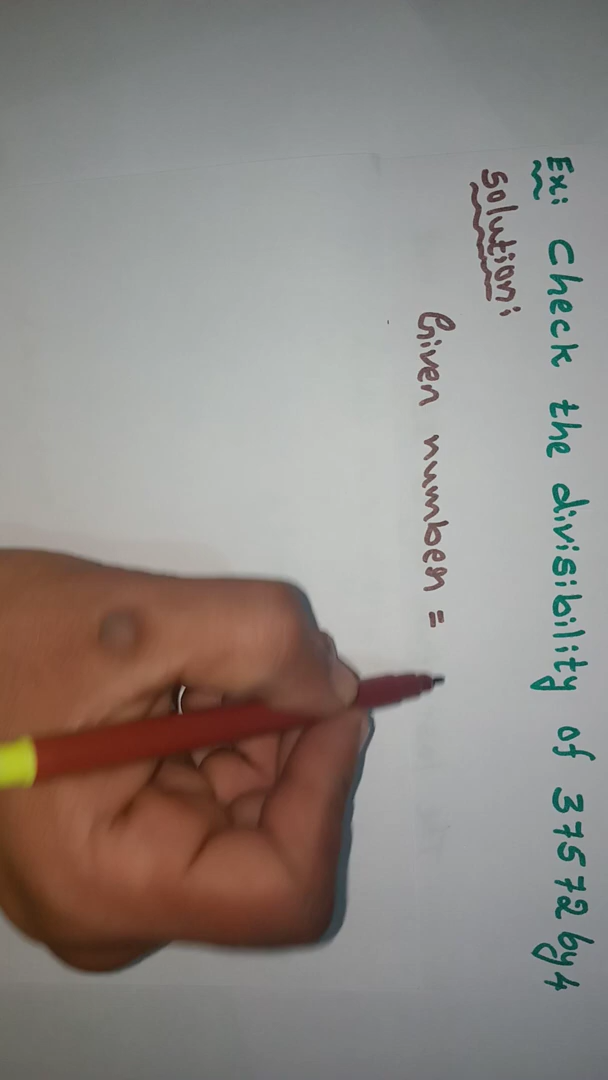 Ex: Check the divisibility of 37572 by 4
Solution:
Given number =